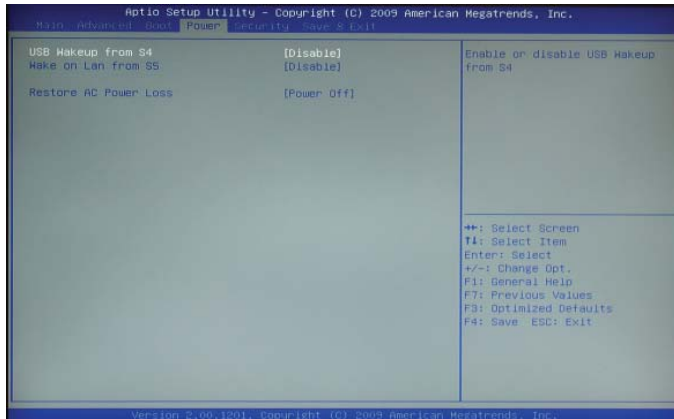 Aptio Setup Utility - Copyright (C) 2009 American Megatrends, Inc.
Main Advanced Boot Power Security Save & Exit
USB Wakeup from S4 [Disable]
Wake on Lan from S5 [Disable]
Restore AC Power Loss [Power Off]
Enable or disable USB Wakeup
from S4
→←: Select Screen
↑↓: Select Item
Enter: Select
+/-: Change Opt.
F1: General Help
F7: Previous Values
F3: Optimized Defaults
F4: Save ESC: Exit
Version 2.00.1201. Copyright (C) 2009 American Megatrends, Inc.